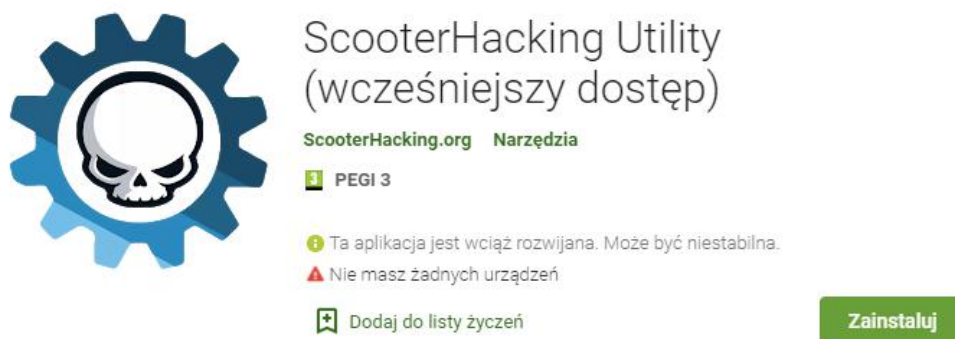 ScooterHacking Utility
(wcześniejszy dostęp)
ScooterHacking.org Narzędzia
3 PEGI 3
Ta aplikacja jest wciąż rozwijana. Może być niestabilna.
Nie masz żadnych urządzeń
Dodaj do listy życzeń
Zainstaluj